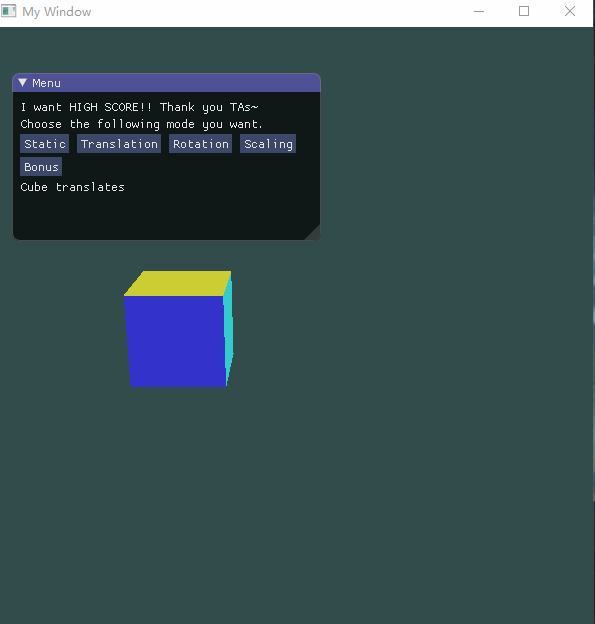 My Window
Menu
I want HIGH SCORE!! Thank you TAs~
Choose the following mode you want.
Static Translation Rotation Scaling
Bonus
Cube translates